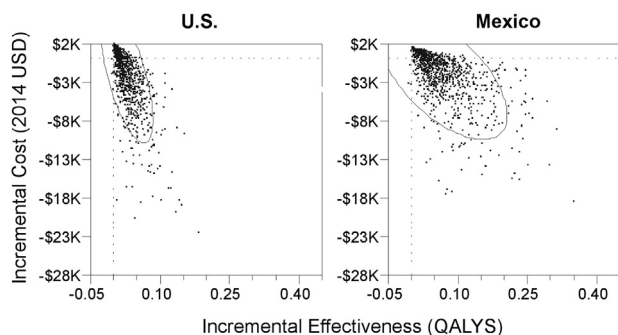 U.S.
Mexico
Incremental Cost (2014 USD)
$2K
-$3K
-$8K
-$13K
-$18K
-$23K
-$28K
-0.05
0.10
0.25
0.40
$2K
-$3K
-$8K
-$13K
-$18K
-$23K
-$28K
-0.05
0.10
0.25
0.40
Incremental Effectiveness (QALYS)